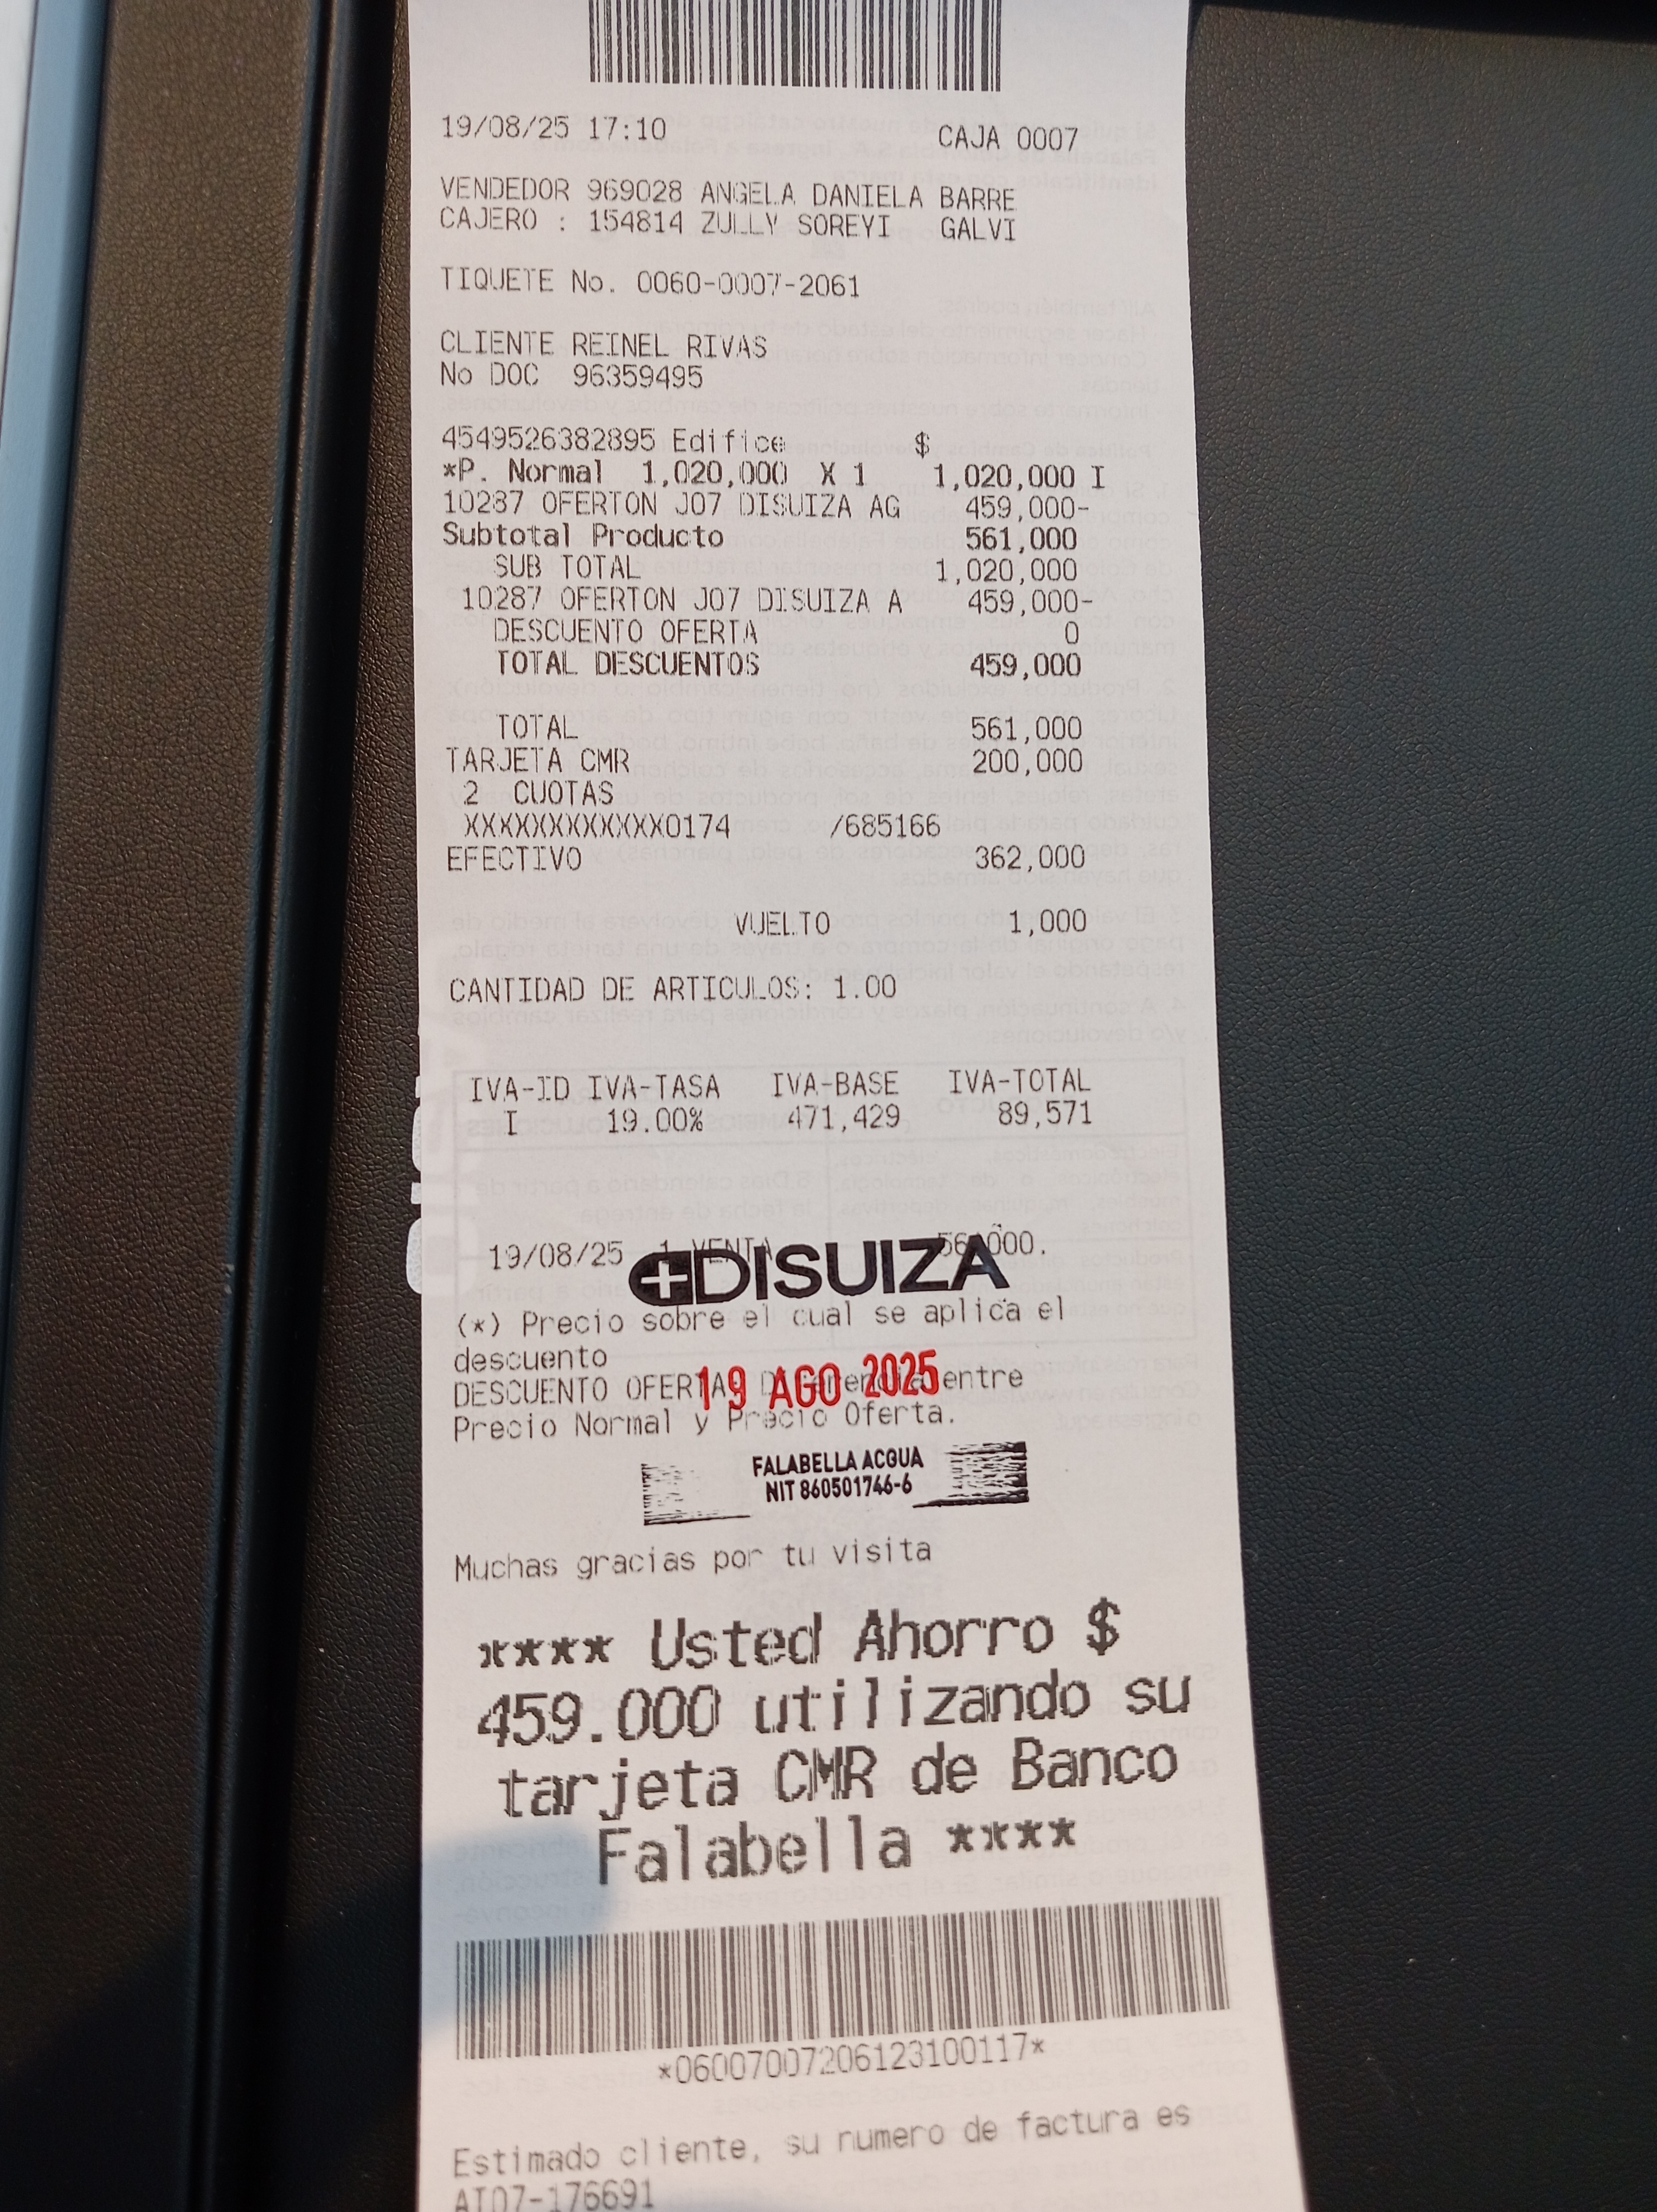 19/08/25 17:10 CAJA 0007
VENDEDOR 969028 ANGELA DANIELA BARRE
CAJERO : 154814 ZULLY SOREYI GALVI
TIQUETE No. 0060-0007-2061
CLIENTE REINEL RIVAS
No DOC 96359495
4549526382895 Edifice $
*P. Normal 1,020,000 X 1 1,020,000 I
10287 OFERTON J07 DISUIZA AG 459,000-
Subtotal Producto 561,000
SUB TOTAL 1,020,000
10287 OFERTON J07 DISUIZA A 459,000-
DESCUENTO OFERTA 0
TOTAL DESCUENTOS 459,000
TOTAL 561,000
TARJETA CMR 200,000
2 CUOTAS
XXXXXXXXXXXX0174 /685166
EFECTIVO 362,000
VUELTO 1,000
CANTIDAD DE ARTICULOS: 1.00
IVA-ID IVA-TASA IVA-BASE IVA-TOTAL
I 19.00% 471,429 89,571
19/08/25 1 VENTA 561,000.
DISUIZA
(*) Precio sobre el cual se aplica el
descuento
19 AGO 2025
DESCUENTO OFERTA: Diferencia entre
Precio Normal y Precio Oferta.
FALABELLA ACQUA
NIT 860501746-6
Muchas gracias por tu visita
**** Usted Ahorro $
459.000 utilizando su
tarjeta CMR de Banco
Falabella ****
*06007007206123100117*
Estimado cliente, su numero de factura es
AI07-176691